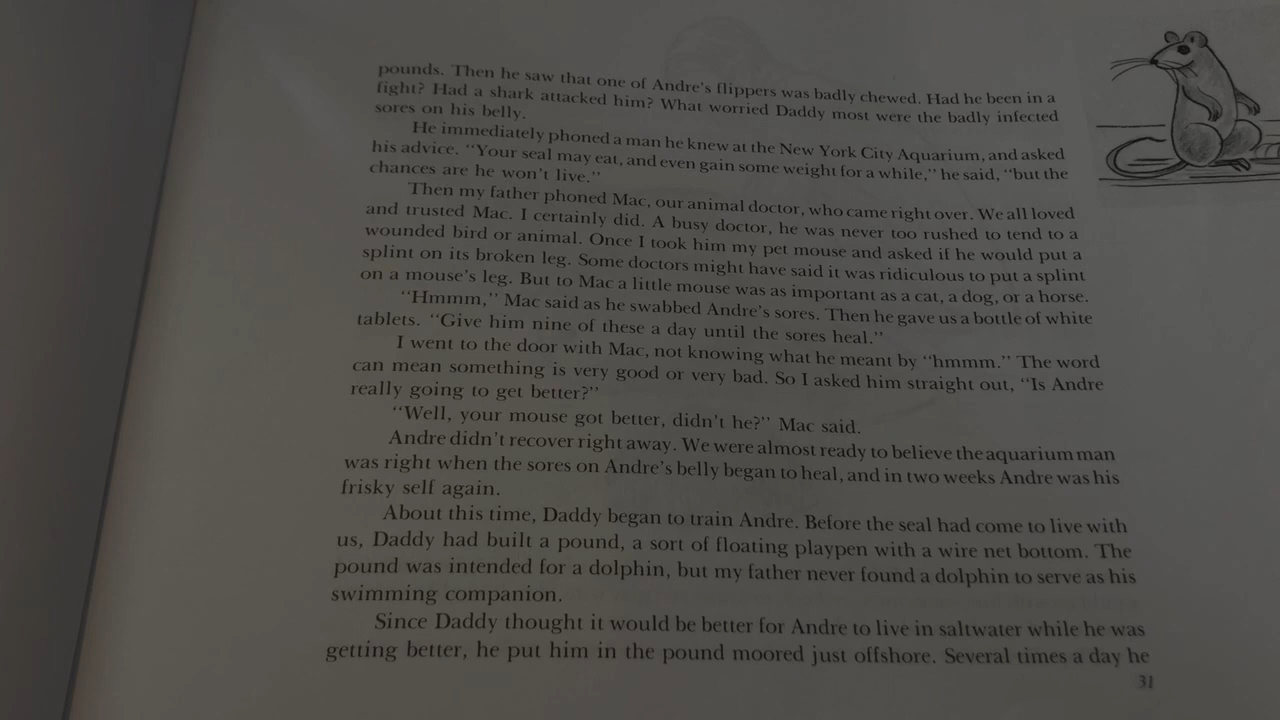 pounds. Then he saw that one of Andre's flippers was badly chewed. Had he been in a
fight? Had a shark attacked him? What worried Daddy most were the badly infected
sores on his belly.
He immediately phoned a man he knew at the New York City Aquarium, and asked
his advice. "Your seal may eat, and even gain some weight for a while," he said, "but the
chances are he won't live."
Then my father phoned Mac, our animal doctor, who came right over. We all loved
and trusted Mac. I certainly did. A busy doctor, he was never too rushed to tend to a
wounded bird or animal. Once I took him my pet mouse and asked if he would put a
splint on its broken leg. Some doctors might have said it was ridiculous to put a splint
on a mouse's leg. But to Mac a little mouse was as important as a cat, a dog, or a horse.
"Hmmm," Mac said as he swabbed Andre's sores. Then he gave us a bottle of white
tablets. "Give him nine of these a day until the sores heal."
I went to the door with Mac, not knowing what he meant by "hmmm." The word
can mean something is very good or very bad. So I asked him straight out, "Is Andre
really going to get better?"
"Well, your mouse got better, didn't he?" Mac said.
Andre didn't recover right away. We were almost ready to believe the aquarium man
was right when the sores on Andre's belly began to heal, and in two weeks Andre was his
frisky self again.
About this time, Daddy began to train Andre. Before the seal had come to live with
us, Daddy had built a pound, a sort of floating playpen with a wire net bottom. The
pound was intended for a dolphin, but my father never found a dolphin to serve as his
swimming companion.
Since Daddy thought it would be better for Andre to live in saltwater while he was
getting better, he put him in the pound moored just offshore. Several times a day he
31